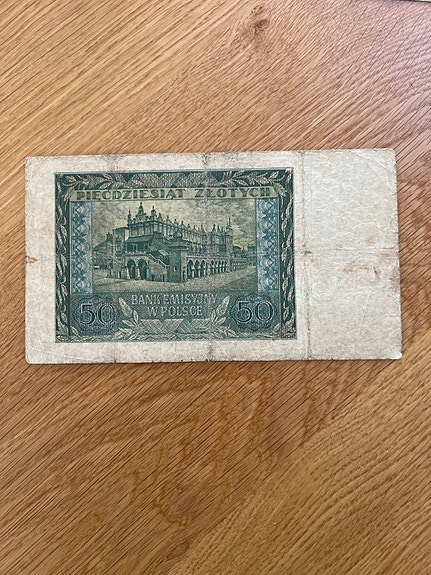 PIĘĆDZIESIĄT ZŁOTYCH
BANK EMISYJNY
W POLSCE
50 50